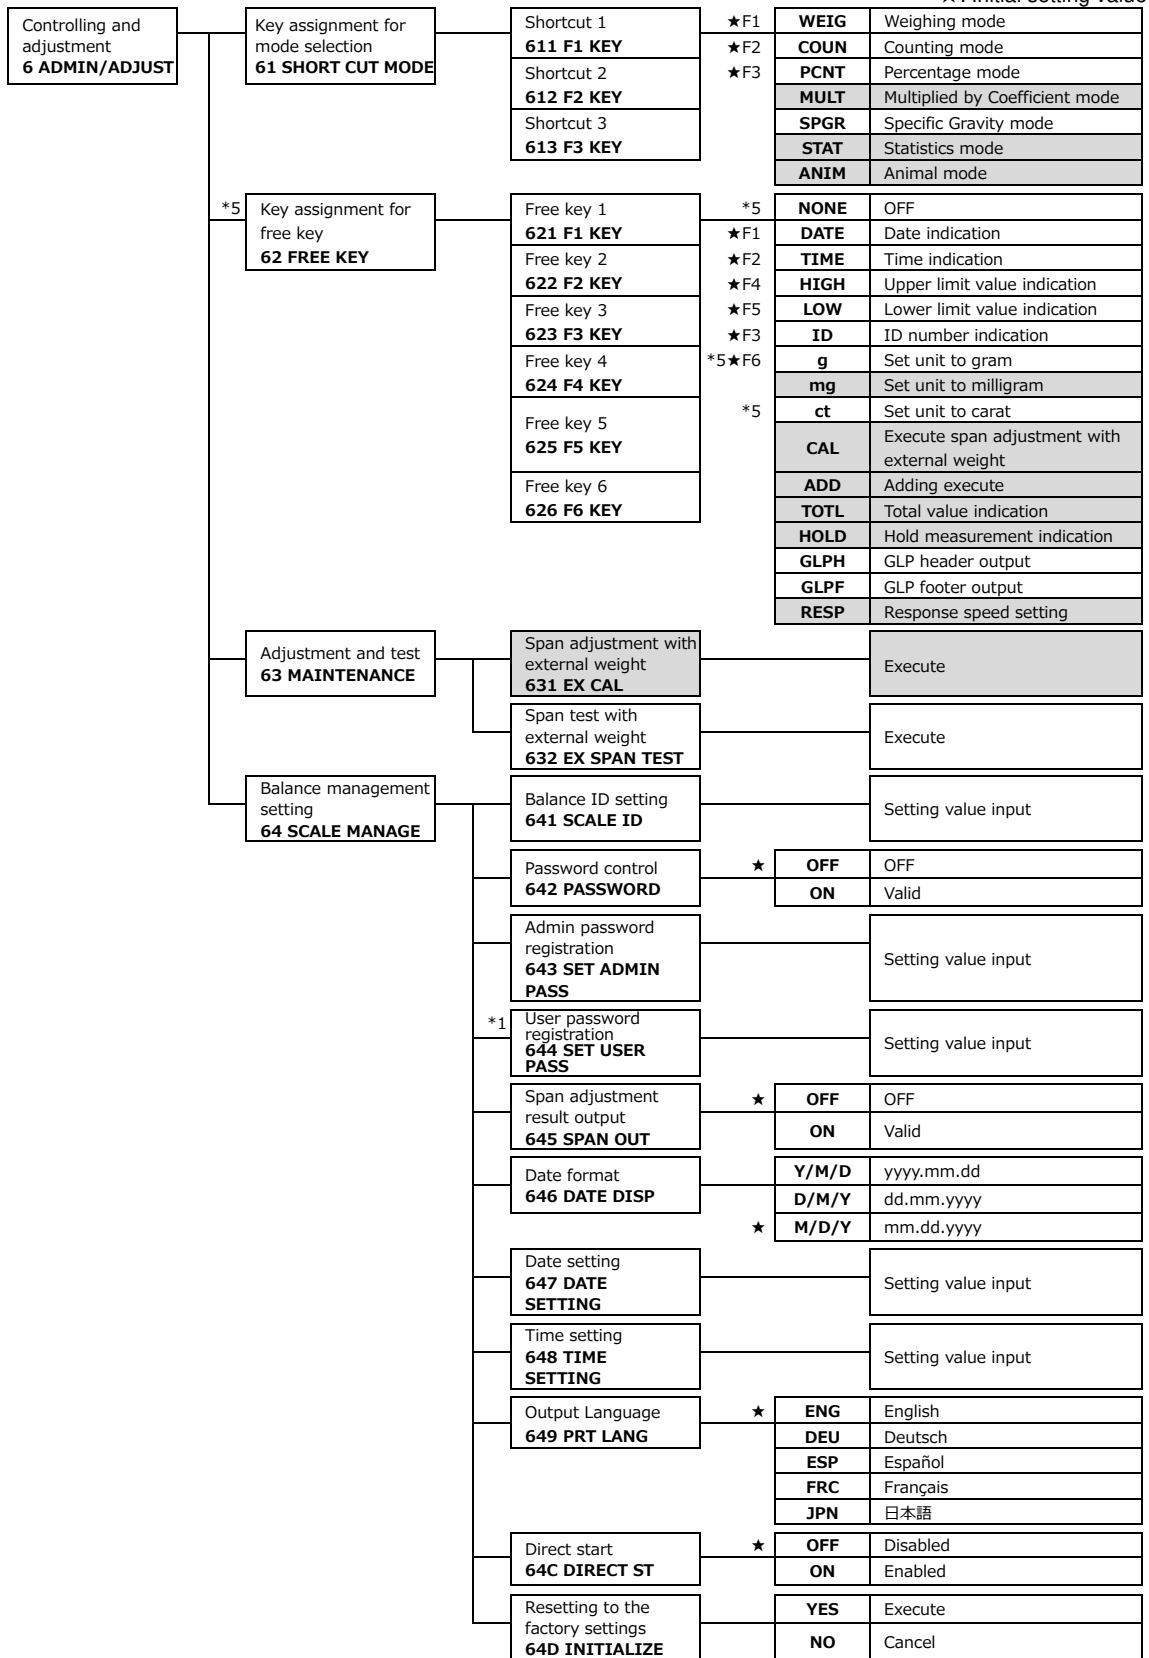 ★ : Initial setting value
Controlling and
adjustment
6 ADMIN/ADJUST
Key assignment for
mode selection
61 SHORT CUT MODE
Shortcut 1
611 F1 KEY
Shortcut 2
612 F2 KEY
Shortcut 3
613 F3 KEY
★F1 WEIG Weighing mode
★F2 COUN Counting mode
★F3 PCNT Percentage mode
MULT Multiplied by Coefficient mode
SPGR Specific Gravity mode
STAT Statistics mode
ANIM Animal mode
*5 Key assignment for
free key
62 FREE KEY
Free key 1
621 F1 KEY
Free key 2
622 F2 KEY
Free key 3
623 F3 KEY
Free key 4
624 F4 KEY
Free key 5
625 F5 KEY
Free key 6
626 F6 KEY
*5 NONE OFF
★F1 DATE Date indication
★F2 TIME Time indication
★F4 HIGH Upper limit value indication
★F5 LOW Lower limit value indication
★F3 ID ID number indication
*5★F6 g Set unit to gram
mg Set unit to milligram
*5 ct Set unit to carat
CAL Execute span adjustment with
external weight
ADD Adding execute
TOTL Total value indication
HOLD Hold measurement indication
GLPH GLP header output
GLPF GLP footer output
RESP Response speed setting
Adjustment and test
63 MAINTENANCE
Span adjustment with
external weight
631 EX CAL
Execute
Span test with
external weight
632 EX SPAN TEST
Execute
Balance management
setting
64 SCALE MANAGE
Balance ID setting
641 SCALE ID
Setting value input
Password control
642 PASSWORD
★ OFF OFF
ON Valid
Admin password
registration
643 SET ADMIN
PASS
Setting value input
*1 User password
registration
644 SET USER
PASS
Setting value input
Span adjustment
result output
645 SPAN OUT
★ OFF OFF
ON Valid
Date format
646 DATE DISP
Y/M/D yyyy.mm.dd
D/M/Y dd.mm.yyyy
★ M/D/Y mm.dd.yyyy
Date setting
647 DATE
SETTING
Setting value input
Time setting
648 TIME
SETTING
Setting value input
Output Language
649 PRT LANG
★ ENG English
DEU Deutsch
ESP Español
FRC Français
JPN 日本語
Direct start
64C DIRECT ST
★ OFF Disabled
ON Enabled
Resetting to the
factory settings
64D INITIALIZE
YES Execute
NO Cancel